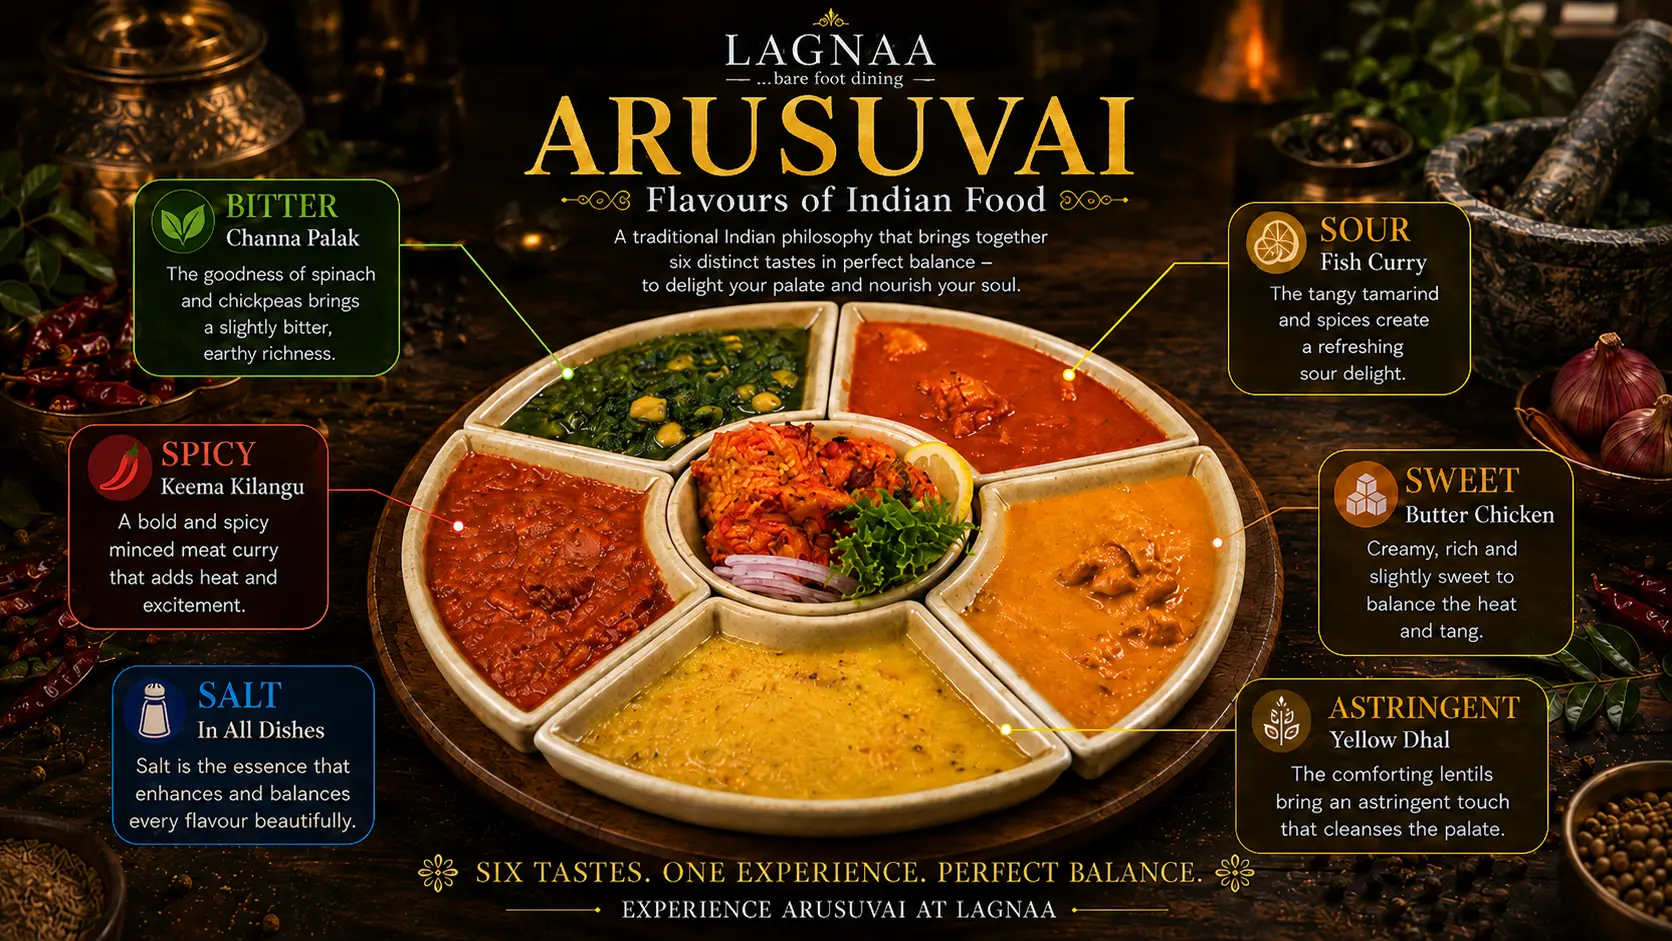 LAGNAA
...bare foot dining
ARUSUVAI
Flavours of Indian Food
A traditional Indian philosophy that brings together
six distinct tastes in perfect balance –
to delight your palate and nourish your soul.
BITTER
Channa Palak
The goodness of spinach
and chickpeas brings
a slightly bitter,
earthy richness.
SOUR
Fish Curry
The tangy tamarind
and spices create
a refreshing
sour delight.
SPICY
Keema Kilangu
A bold and spicy
minced meat curry
that adds heat and
excitement.
SWEET
Butter Chicken
Creamy, rich and
slightly sweet to
balance the heat
and tang.
SALT
In All Dishes
Salt is the essence that
enhances and balances
every flavour beautifully.
ASTRINGENT
Yellow Dhal
The comforting lentils
bring an astringent touch
that cleanses the palate.
SIX TASTES. ONE EXPERIENCE. PERFECT BALANCE.
EXPERIENCE ARUSUVAI AT LAGNAA